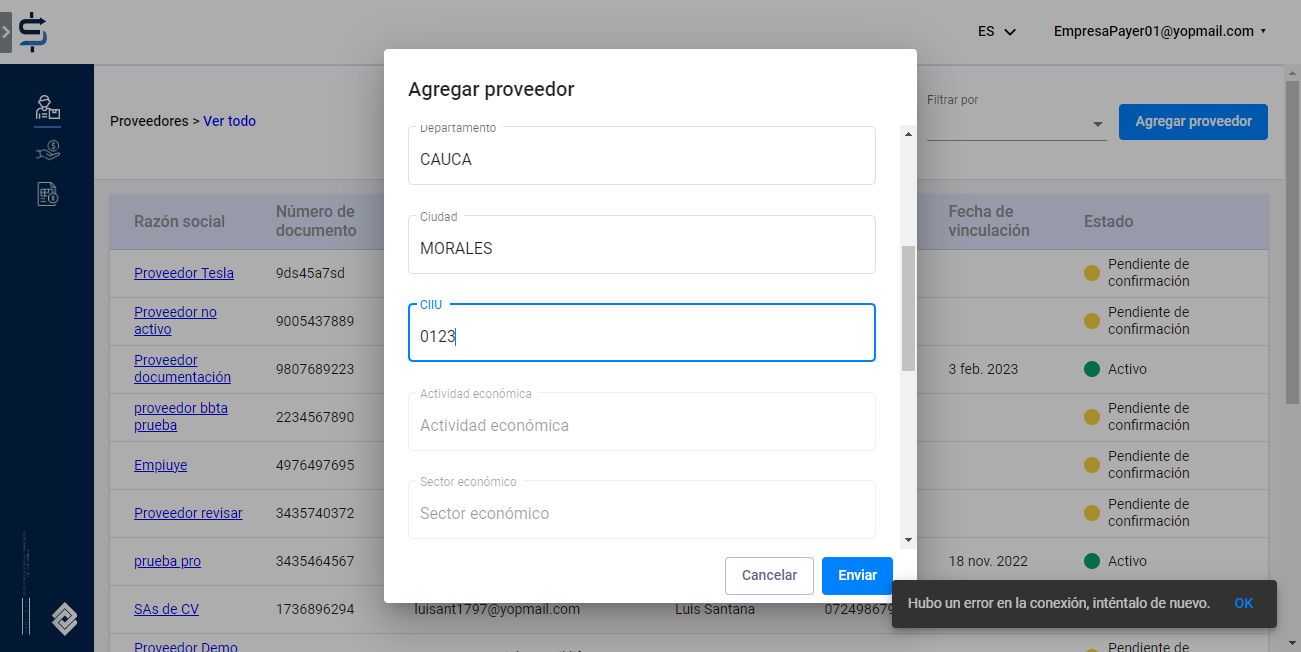 ES
EmpresaPayer01@yopmail.com
Proveedores > Ver todo
Filtrar por
Agregar proveedor
Razón social
Número de
documento
Fecha de
vinculación
Estado
Proveedor Tesla
9ds45a7sd
Pendiente de
confirmación
Proveedor no
activo
9005437889
Pendiente de
confirmación
Proveedor
documentación
9807689223
3 feb. 2023
Activo
proveedor bbta
prueba
2234567890
Pendiente de
confirmación
Empiuye
4976497695
Pendiente de
confirmación
Proveedor revisar
3435740372
Pendiente de
confirmación
prueba pro
3435464567
18 nov. 2022
Activo
SAs de CV
1736896294
luisant1797@yopmail.com
Luis Santana
072498679
Proveedor Demo
Pendiente de
Agregar proveedor
Departamento
CAUCA
Ciudad
MORALES
CIIU
0123
Actividad económica
Actividad económica
Sector económico
Sector económico
Cancelar
Enviar
Hubo un error en la conexión, inténtalo de nuevo.
OK